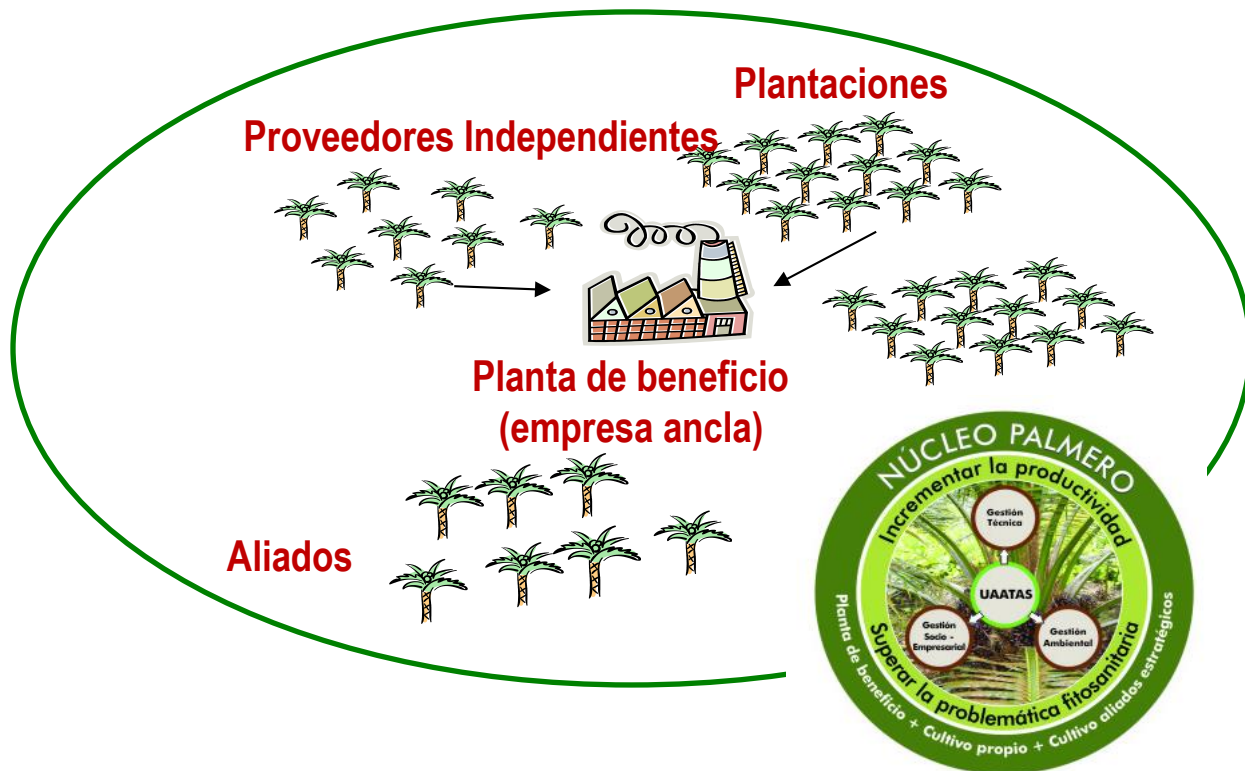 Plantaciones
Proveedores Independientes
Planta de beneficio
(empresa ancla)
Aliados
NÚCLEO PALMERO
Incrementar la productividad
Gestión
Técnica
UAATAS
Gestión
Socio -
Empresarial
Gestión
Ambiental
Superar la problemática fitosanitaria
Planta de beneficio + Cultivo propio + Cultivo aliados estratégicos